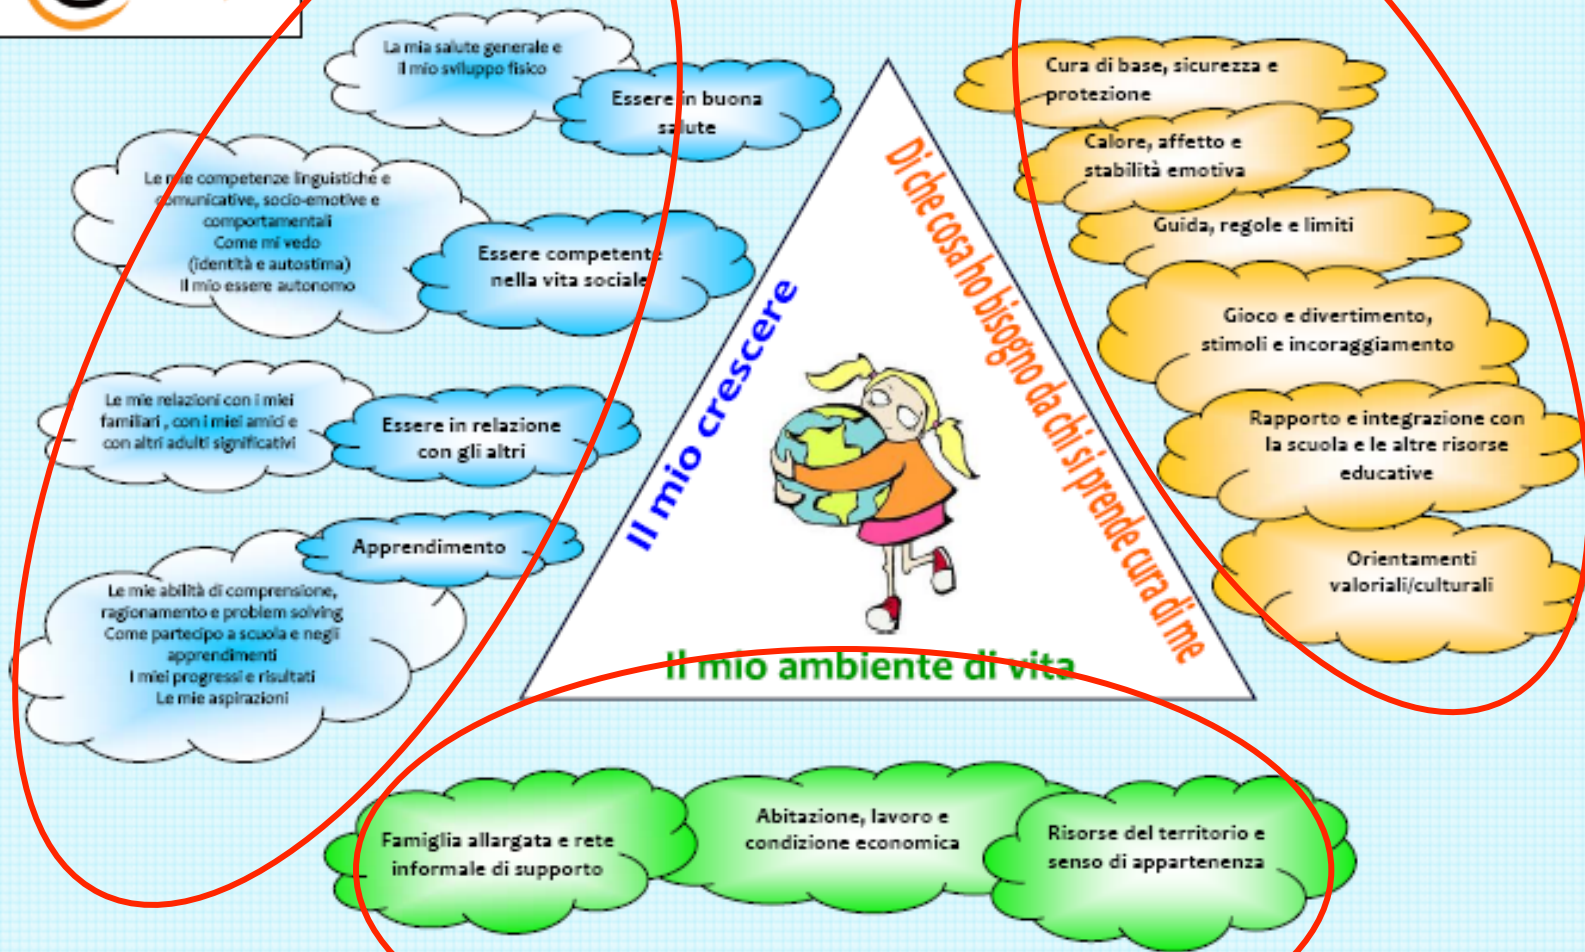 La mia salute generale e
il mio sviluppo fisico
Essere in buona
salute
Le mie competenze linguistiche e
comunicative, socio-emotive e
comportamentali
Come mi vedo
(identità e autostima)
Il mio essere autonomo
Essere competente
nella vita sociale
Le mie relazioni con i miei
familiari , con i miei amici e
con altri adulti significativi
Essere in relazione
con gli altri
Apprendimento
Le mie abilità di comprensione,
ragionamento e problem solving
Come partecipo a scuola e negli
apprendimenti
I miei progressi e risultati
Le mie aspirazioni
Il mio crescere
Di che cosa ho bisogno da chi si prende cura di me
Il mio ambiente di vita
Cura di base, sicurezza e
protezione
Calore, affetto e
stabilità emotiva
Guida, regole e limiti
Gioco e divertimento,
stimoli e incoraggiamento
Rapporto e integrazione con
la scuola e le altre risorse
educative
Orientamenti
valoriali/culturali
Famiglia allargata e rete
informale di supporto
Abitazione, lavoro e
condizione economica
Risorse del territorio e
senso di appartenenza